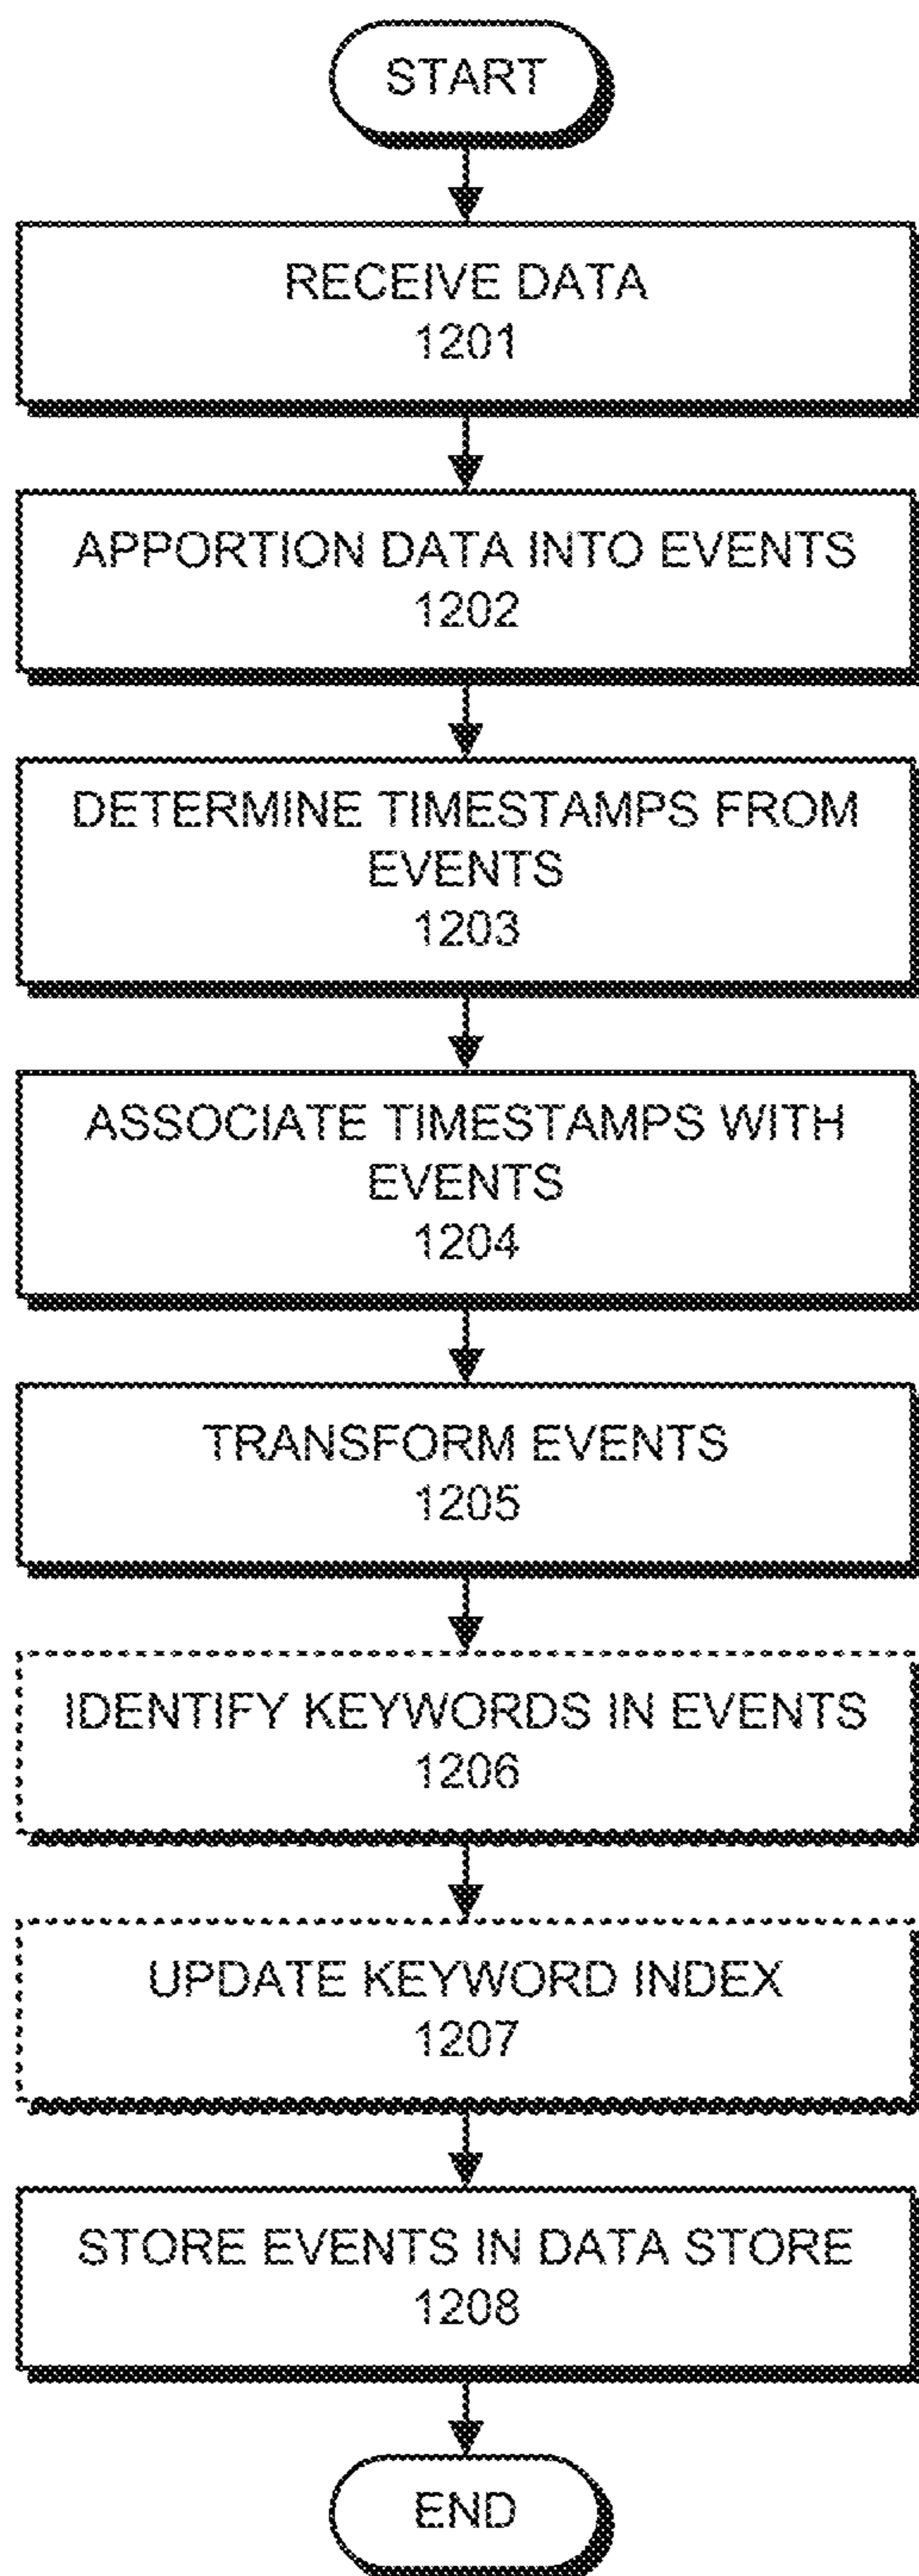 START
RECEIVE DATA
1201
APPORTION DATA INTO EVENTS
1202
DETERMINE TIMESTAMPS FROM
EVENTS
1203
ASSOCIATE TIMESTAMPS WITH
EVENTS
1204
TRANSFORM EVENTS
1205
IDENTIFY KEYWORDS IN EVENTS
1206
UPDATE KEYWORD INDEX
1207
STORE EVENTS IN DATA STORE
1208
END